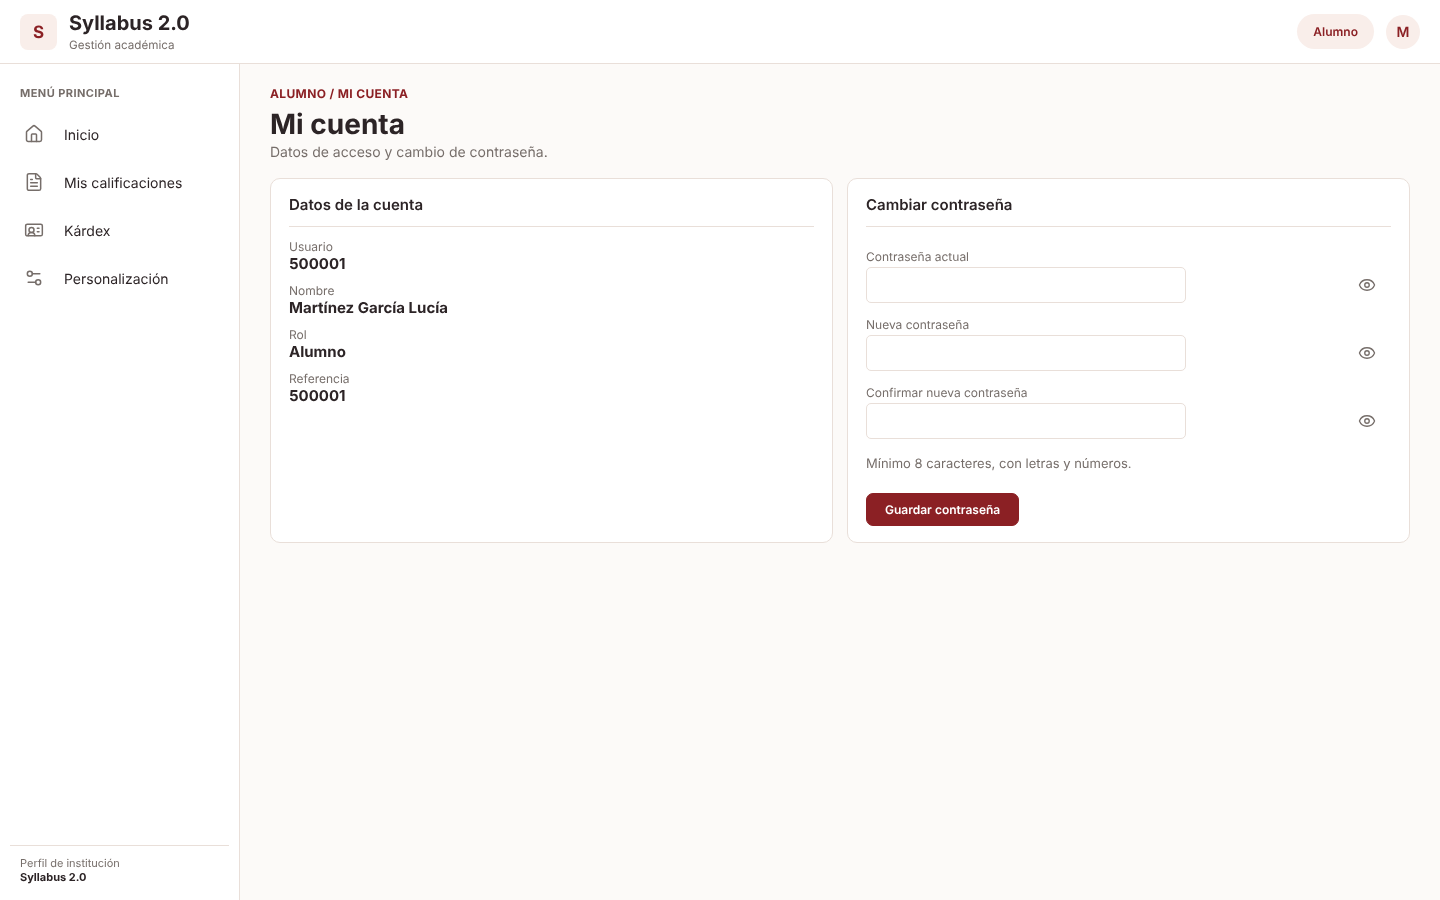 S
Syllabus 2.0
Gestión académica
Alumno
M
MENÚ PRINCIPAL
Inicio
Mis calificaciones
Kárdex
Personalización
Perfil de institución
Syllabus 2.0
ALUMNO / MI CUENTA
Mi cuenta
Datos de acceso y cambio de contraseña.
Datos de la cuenta
Usuario
500001
Nombre
Martínez García Lucía
Rol
Alumno
Referencia
500001
Cambiar contraseña
Contraseña actual
Nueva contraseña
Confirmar nueva contraseña
Mínimo 8 caracteres, con letras y números.
Guardar contraseña